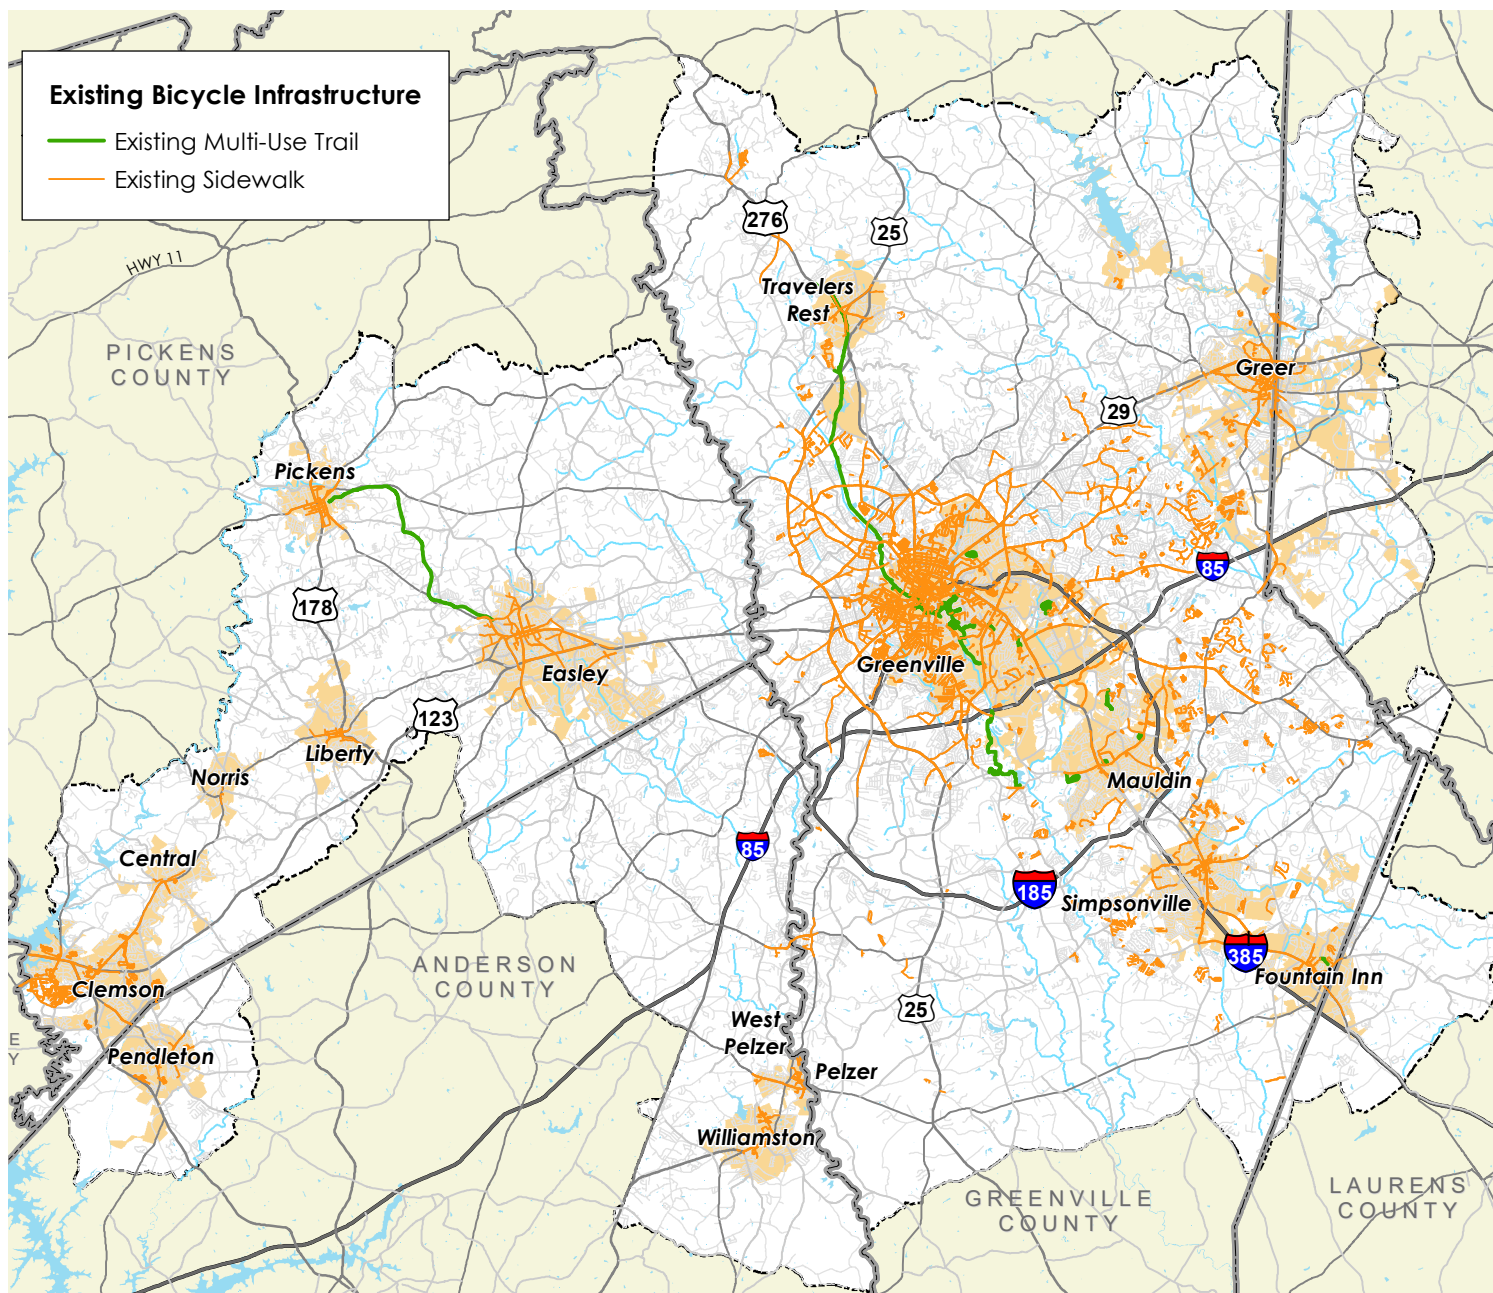 Existing Bicycle Infrastructure
Existing Multi-Use Trail
Existing Sidewalk
276
25
HWY 11
Travelers
Rest
PICKENS
COUNTY
Greer
29
Pickens
85
178
Greenville
Easley
123
Liberty
Norris
Mauldin
85
Central
185
Simpsonville
385
ANDERSON
COUNTY
Fountain Inn
Clemson
25
West
Pelzer
E
Y
Pendleton
Pelzer
Williamston
GREENVILLE
COUNTY
LAURENS
COUNTY